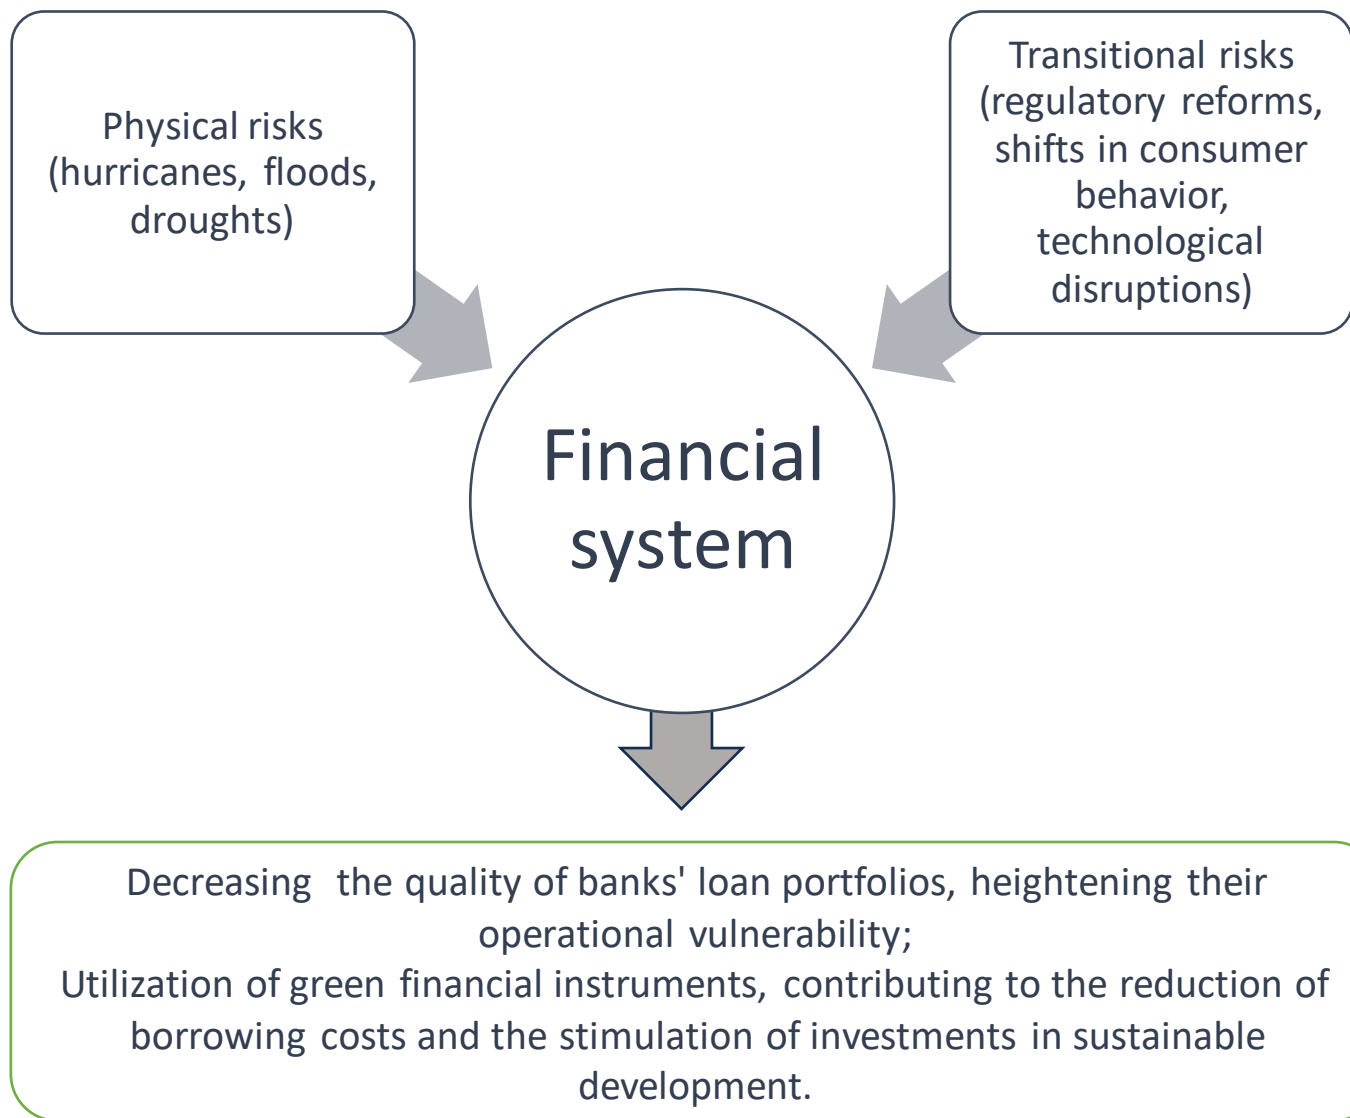 Physical risks
(hurricanes, floods,
droughts)
Transitional risks
(regulatory reforms,
shifts in consumer
behavior,
technological
disruptions)
Financial
system
Decreasing  the quality of banks' loan portfolios, heightening their
operational vulnerability;
Utilization of green financial instruments, contributing to the reduction of
borrowing costs and the stimulation of investments in sustainable
development.